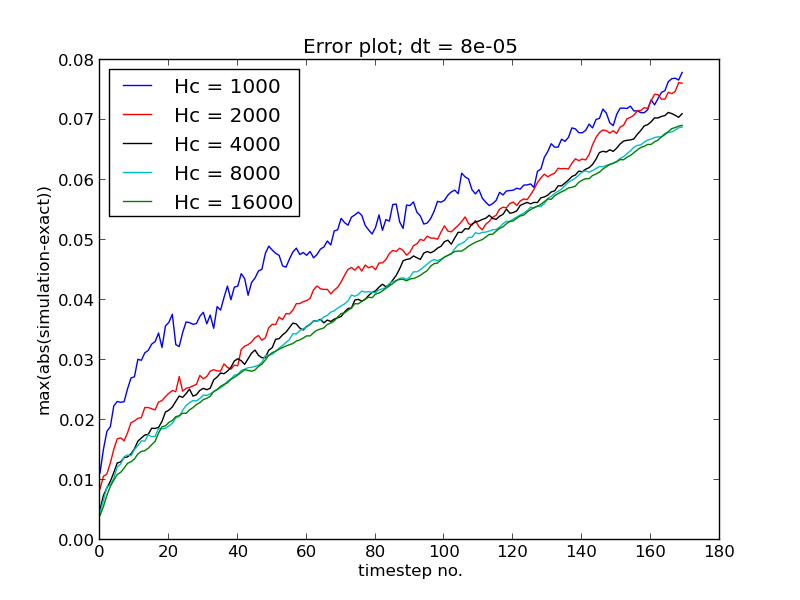 Error plot; dt = 8e-05
Hc = 1000
Hc = 2000
Hc = 4000
Hc = 8000
Hc = 16000
max(abs(simulation-exact))
0.08
0.07
0.06
0.05
0.04
0.03
0.02
0.01
0.00
0 20 40 60 80 100 120 140 160 180
timestep no.